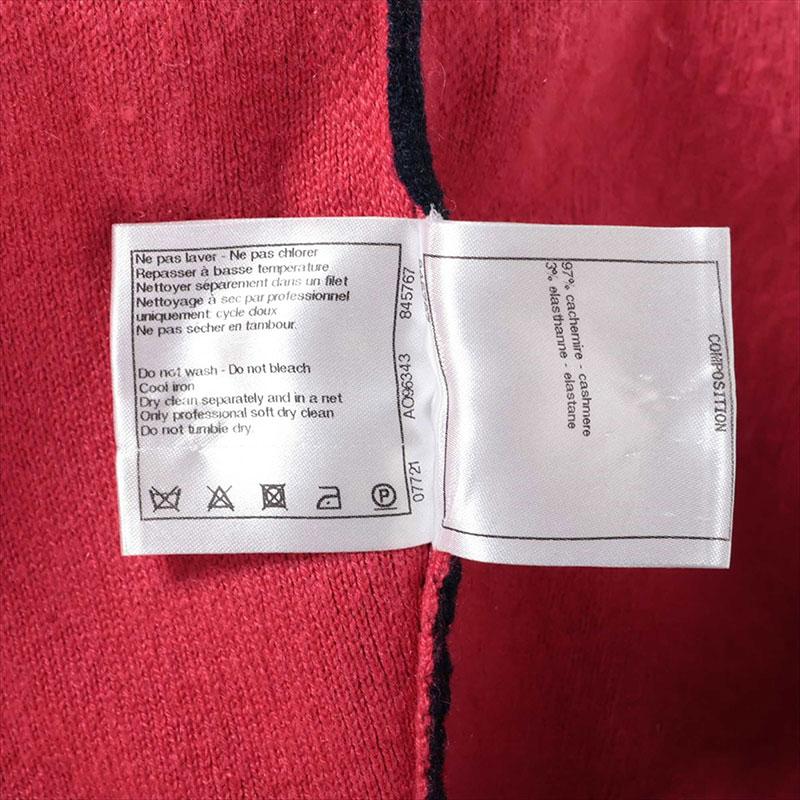 Ne pas laver - Ne pas chlorer
Repasser à basse temperature
Nettoyer séparement dans un filet
Nettoyage à sec par professionnel
uniquement cycle doux
Ne pas sècher en tambour.
Do not wash - Do not bleach
Cool iron
Dry clean separately and in a net
Only professional soft dry clean
Do not tumble dry.
P
07721 AO96343 845767
COMPOSITION
97% cachemire - cashmere
3% elasthanne - elastane